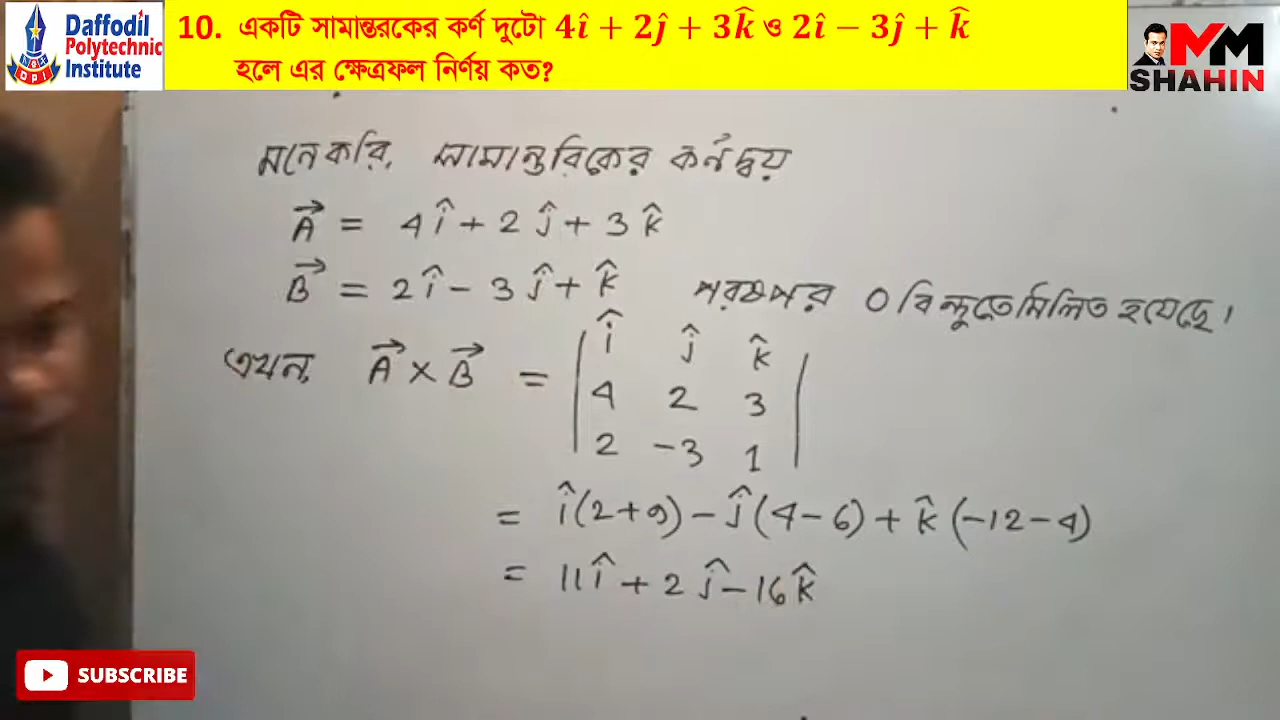 Daffodil
Polytechnic
Institute
DPI
10. একটি সামান্তরকের কর্ণ দুটো 4î + 2ĵ + 3k̂ ও 2î − 3ĵ + k̂
হলে এর ক্ষেত্রফল নির্ণয় কত?
MM
SHAHIN
মনেকরি, সামান্তরিকের কর্নদ্বয়
A⃗ = 4î + 2ĵ + 3k̂
B⃗ = 2î − 3ĵ + k̂ পরস্পর O বিন্দুতে মিলিত হয়েছে।
এখন, A⃗ × B⃗ = | î ĵ k̂
4 2 3
2 −3 1 |
= î(2+9) − ĵ(4−6) + k̂(−12−4)
= 11î + 2ĵ − 16k̂
SUBSCRIBE